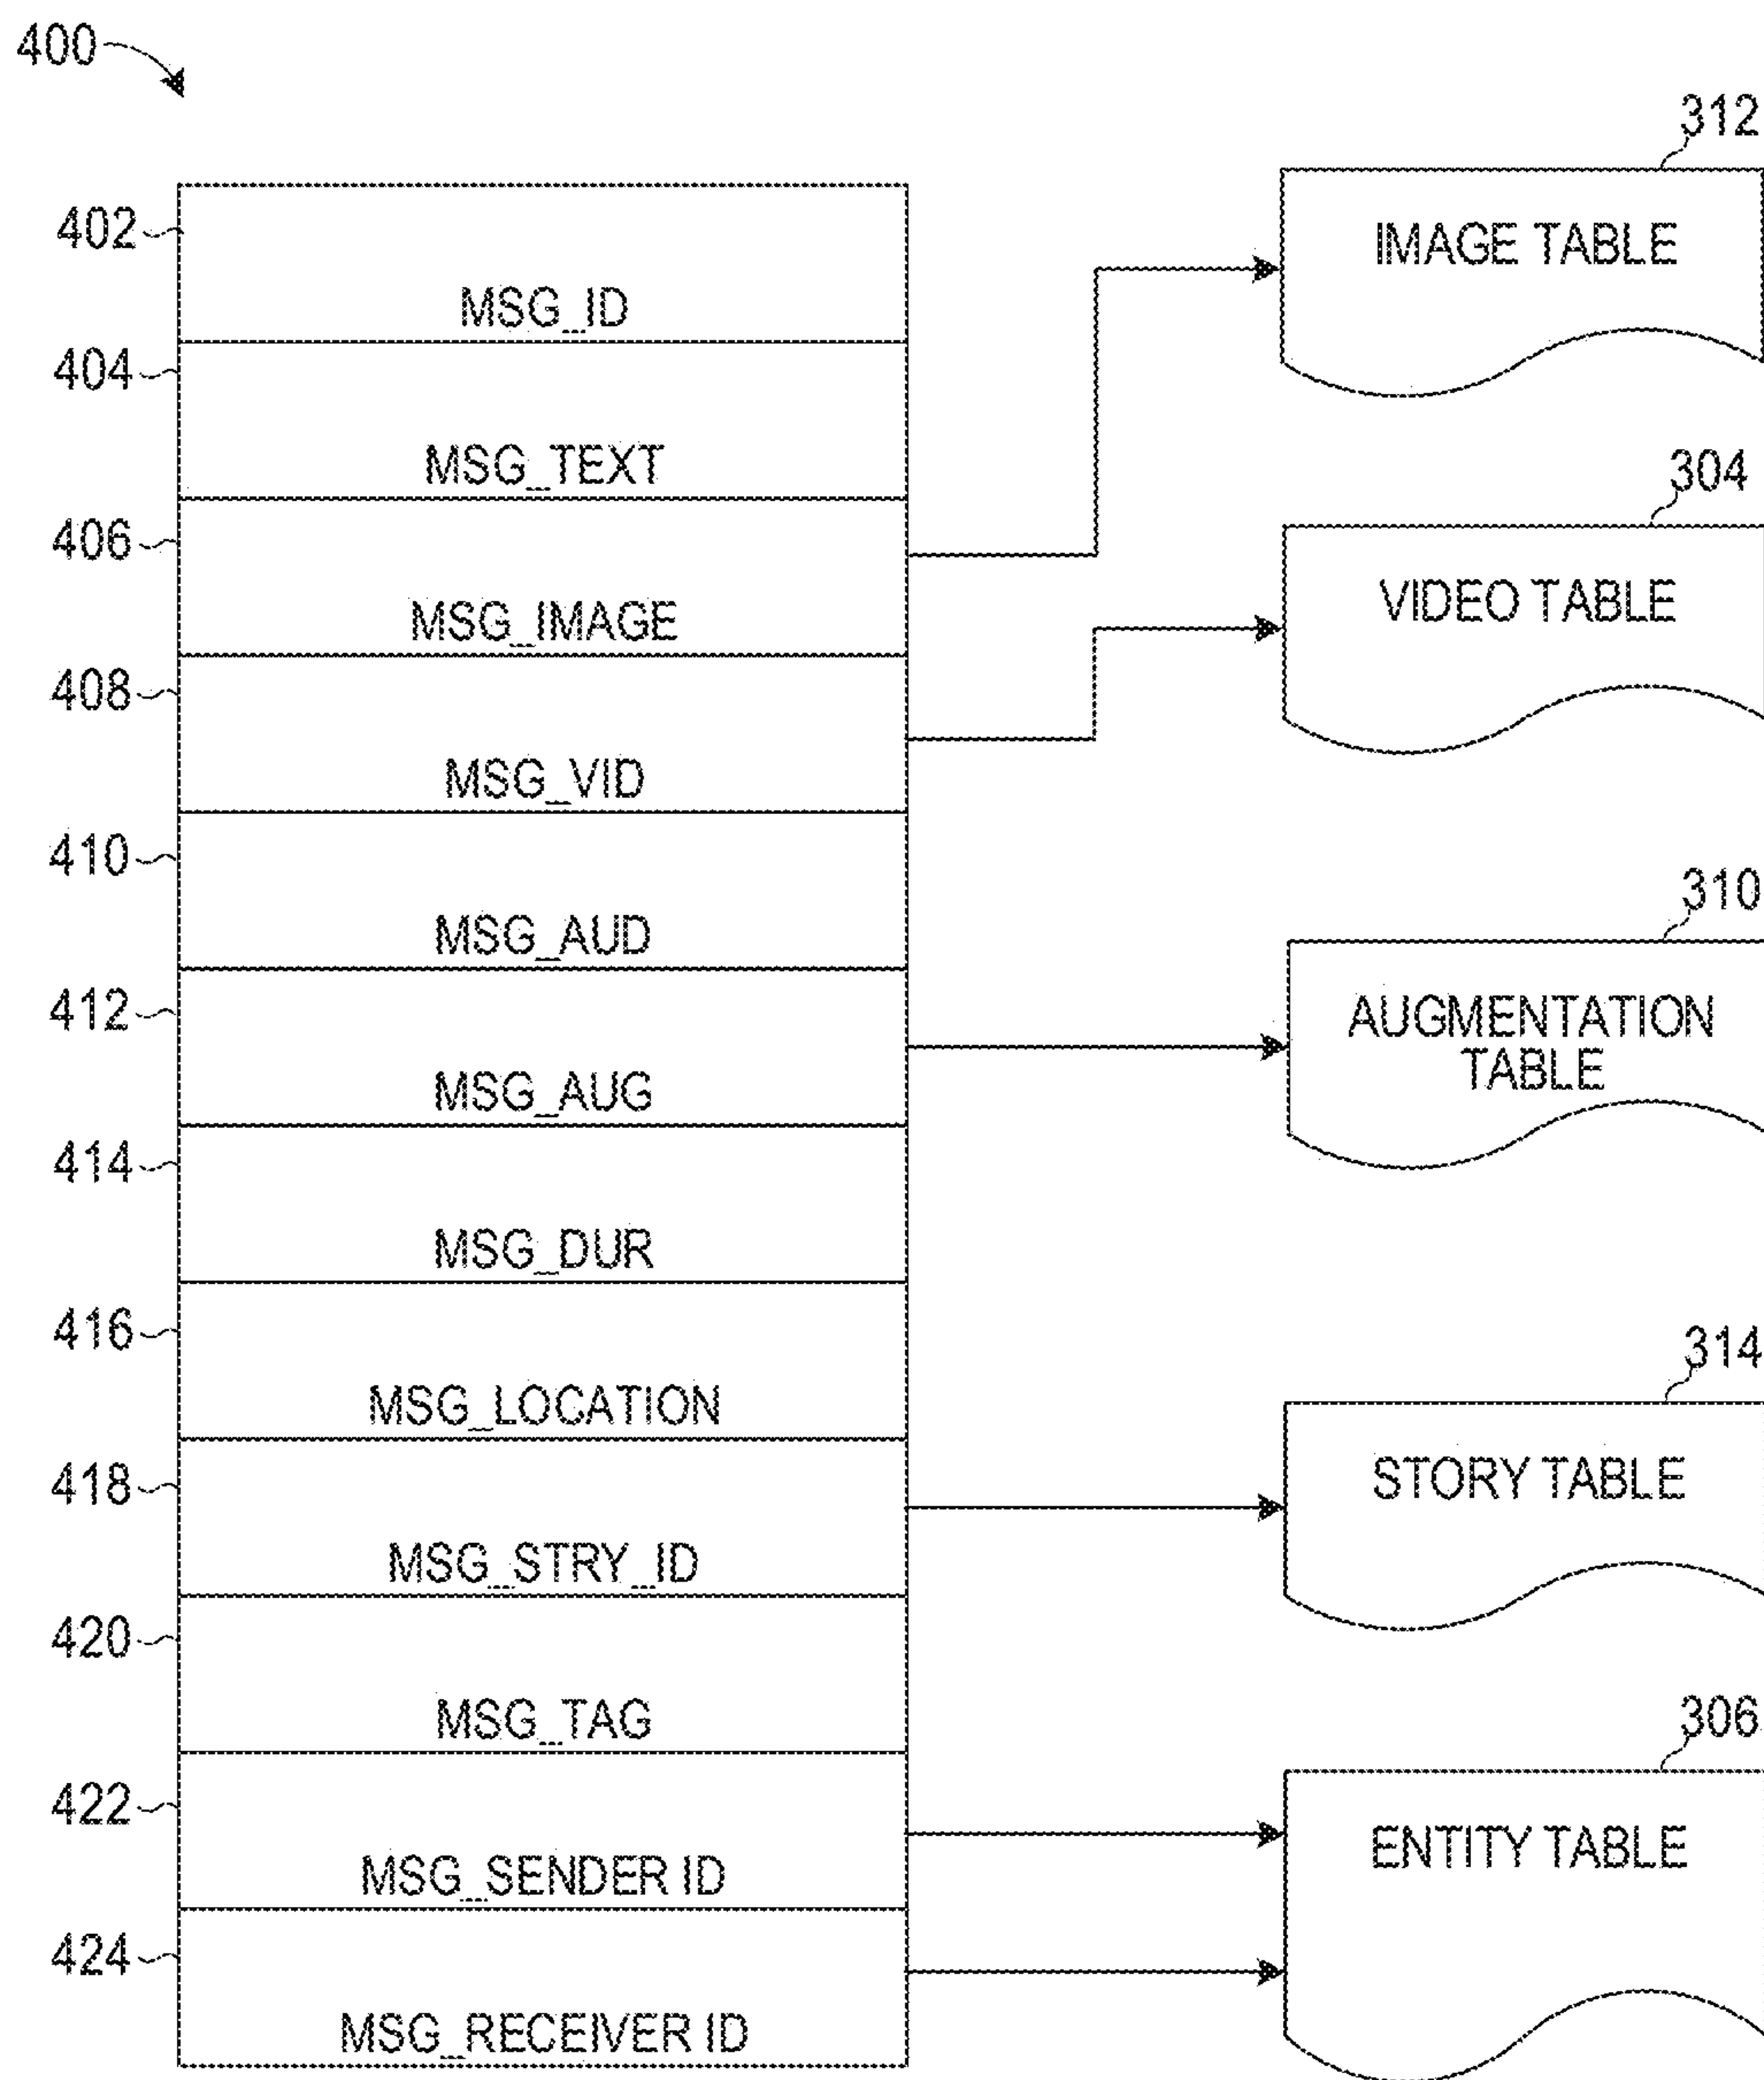 400
402
MSG_ID
404
MSG_TEXT
406
MSG_IMAGE
408
MSG_VID
410
MSG_AUD
412
MSG_AUG
414
MSG_DUR
416
MSG_LOCATION
418
MSG_STRY_ID
420
MSG_TAG
422
MSG_SENDER ID
424
MSG_RECEIVER ID
312
IMAGE TABLE
304
VIDEO TABLE
310
AUGMENTATION
TABLE
314
STORY TABLE
306
ENTITY TABLE